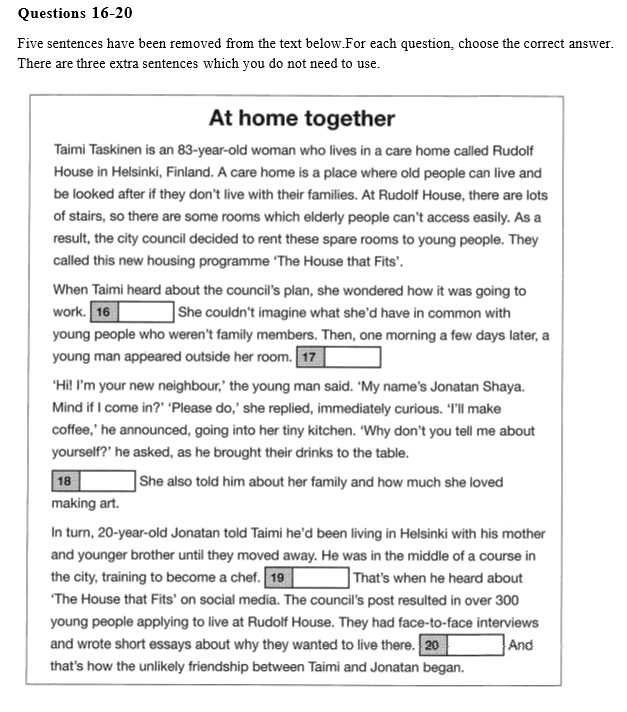 Questions 16-20
Five sentences have been removed from the text below.For each question, choose the correct answer.
There are three extra sentences which you do not need to use.
At home together
Taimi Taskinen is an 83-year-old woman who lives in a care home called Rudolf
House in Helsinki, Finland. A care home is a place where old people can live and
be looked after if they don't live with their families. At Rudolf House, there are lots
of stairs, so there are some rooms which elderly people can't access easily. As a
result, the city council decided to rent these spare rooms to young people. They
called this new housing programme 'The House that Fits'.
When Taimi heard about the council's plan, she wondered how it was going to
work. 16 She couldn't imagine what she'd have in common with
young people who weren't family members. Then, one morning a few days later, a
young man appeared outside her room. 17
'Hi! I'm your new neighbour,' the young man said. 'My name's Jonatan Shaya.
Mind if I come in?' 'Please do,' she replied, immediately curious. 'I'll make
coffee,' he announced, going into her tiny kitchen. 'Why don't you tell me about
yourself?' he asked, as he brought their drinks to the table.
18 She also told him about her family and how much she loved
making art.
In turn, 20-year-old Jonatan told Taimi he'd been living in Helsinki with his mother
and younger brother until they moved away. He was in the middle of a course in
the city, training to become a chef. 19 That's when he heard about
'The House that Fits' on social media. The council's post resulted in over 300
young people applying to live at Rudolf House. They had face-to-face interviews
and wrote short essays about why they wanted to live there. 20 And
that's how the unlikely friendship between Taimi and Jonatan began.